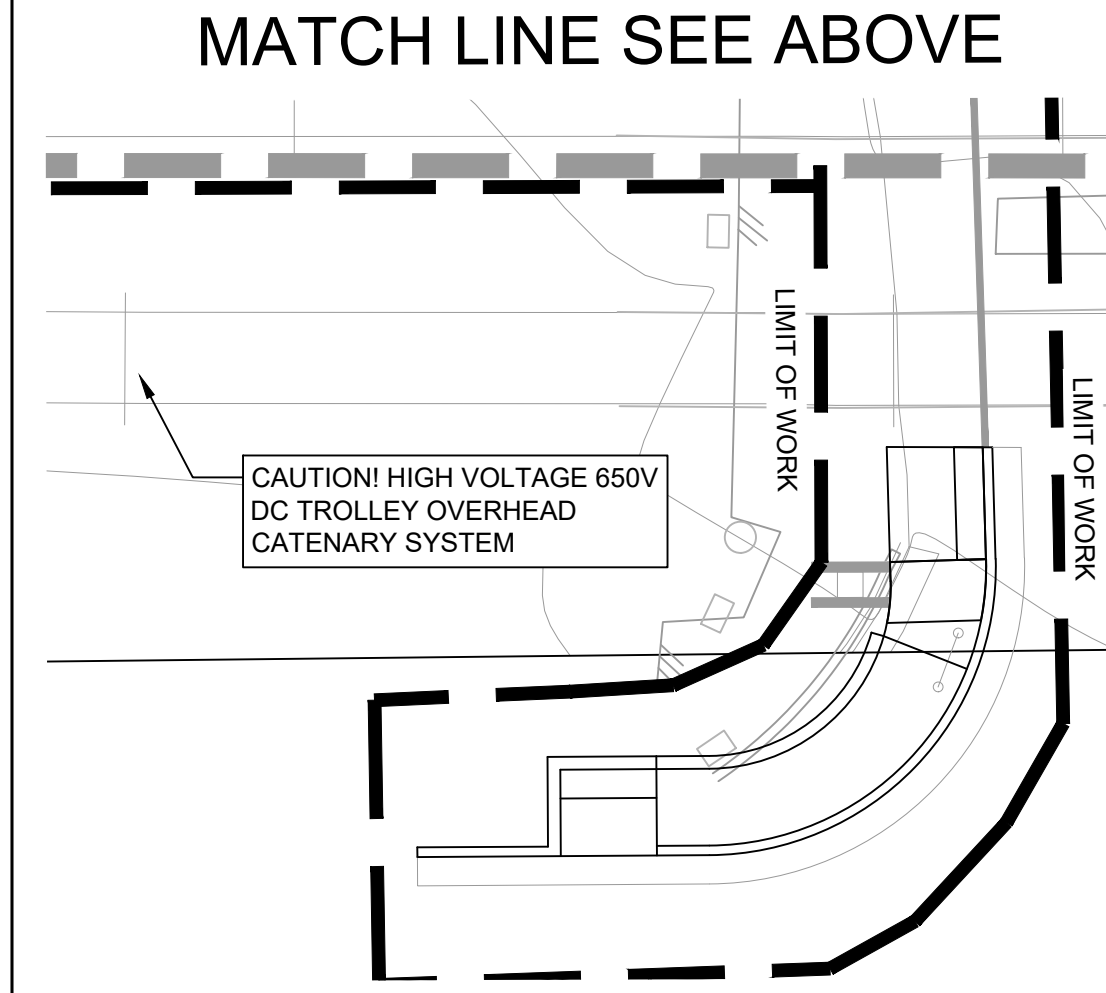 MATCH LINE SEE ABOVE
LIMIT OF WORK
LIMIT OF WORK
CAUTION! HIGH VOLTAGE 650V
DC TROLLEY OVERHEAD
CATENARY SYSTEM